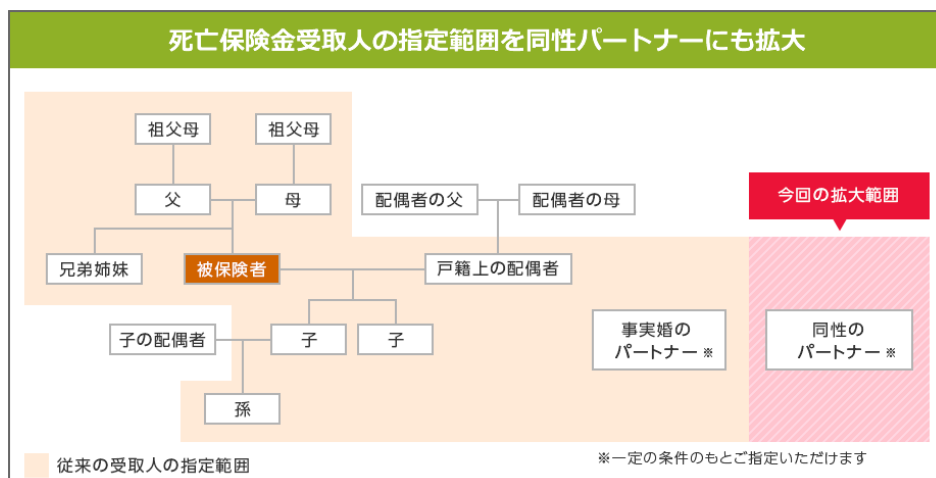 死亡保険金受取人の指定範囲を同性パートナーにも拡大
祖父母
祖父母
父
母
配偶者の父
配偶者の母
今回の拡大範囲
兄弟姉妹
被保険者
戸籍上の配偶者
子の配偶者
子
子
事実婚の
パートナー※
同性の
パートナー※
孫
従来の受取人の指定範囲
※一定の条件のもとご指定いただけます